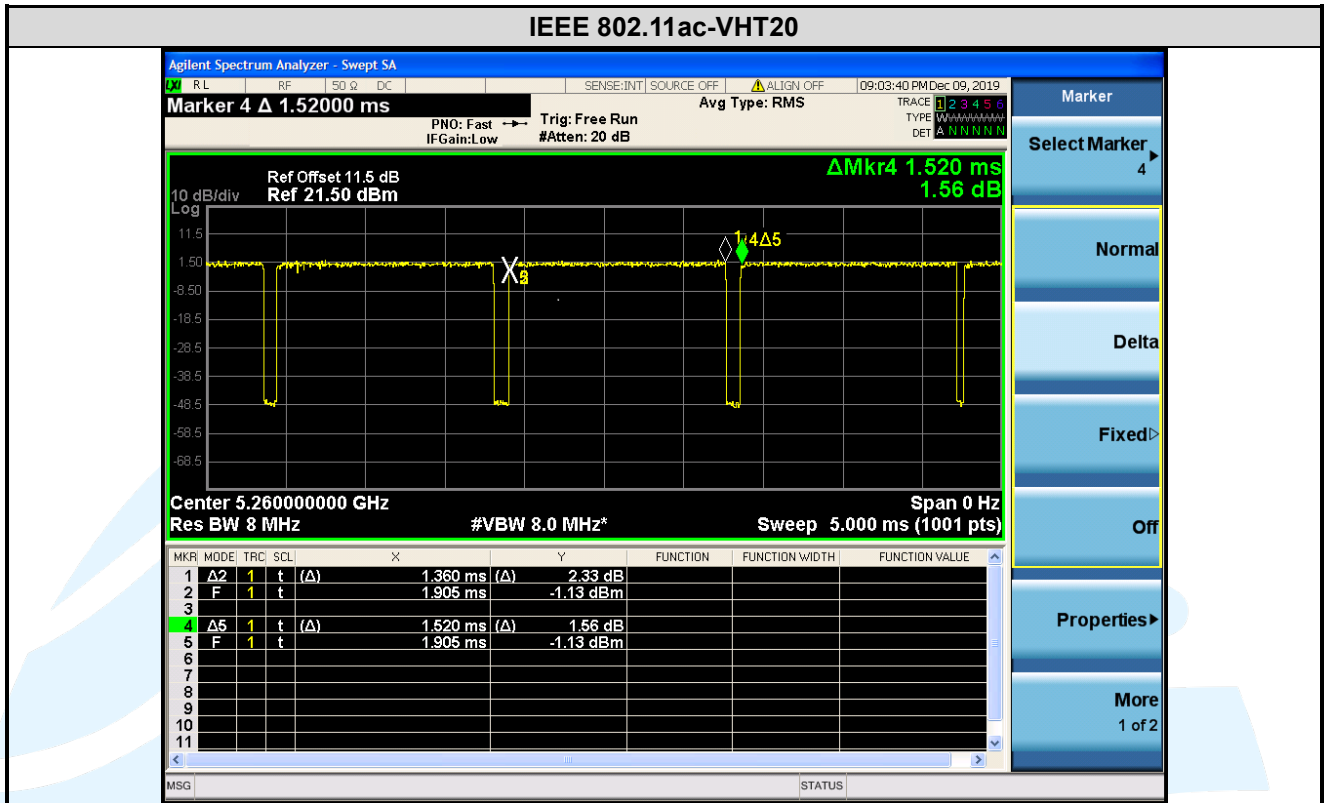 IEEE 802.11ac-VHT20
Agilent Spectrum Analyzer - Swept SA
LXI RL RF 50 Ω DC SENSE:INT SOURCE OFF ALIGN OFF 09:03:40 PM Dec 09, 2019
Marker 4 Δ 1.52000 ms
PNO: Fast
IFGain:Low
Trig: Free Run
#Atten: 20 dB
Avg Type: RMS
TRACE 1 2 3 4 5 6
TYPE WWWWWW
DET A N N N N N
ΔMkr4 1.520 ms
1.56 dB
Ref Offset 11.5 dB
10 dB/div Ref 21.50 dBm
Log
11.5
1.50
-8.50
-18.5
-28.5
-38.5
-48.5
-58.5
-68.5
4Δ5
X
Center 5.260000000 GHz Span 0 Hz
Res BW 8 MHz #VBW 8.0 MHz* Sweep 5.000 ms (1001 pts)
MKR MODE TRC SCL X Y FUNCTION FUNCTION WIDTH FUNCTION VALUE
1 Δ2 1 t (Δ) 1.360 ms (Δ) 2.33 dB
2 F 1 t 1.905 ms -1.13 dBm
3
4 Δ5 1 t (Δ) 1.520 ms (Δ) 1.56 dB
5 F 1 t 1.905 ms -1.13 dBm
6
7
8
9
10
11
MSG STATUS
Marker
Select Marker
4
Normal
Delta
Fixed
Off
Properties
More
1 of 2